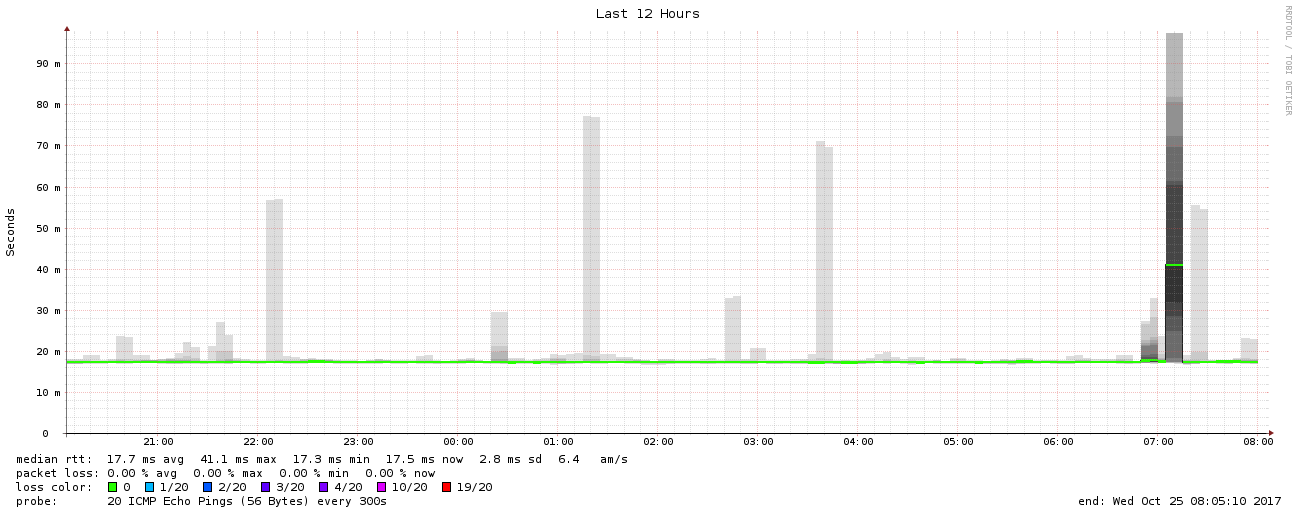 Last 12 Hours
RRDTOOL / TOBI OETIKER
Seconds
90 m
80 m
70 m
60 m
50 m
40 m
30 m
20 m
10 m
0
21:00 22:00 23:00 00:00 01:00 02:00 03:00 04:00 05:00 06:00 07:00 08:00
median rtt: 17.7 ms avg 41.1 ms max 17.3 ms min 17.5 ms now 2.8 ms sd 6.4 am/s
packet loss: 0.00 % avg 0.00 % max 0.00 % min 0.00 % now
loss color: 0 1/20 2/20 3/20 4/20 10/20 19/20
probe: 20 ICMP Echo Pings (56 Bytes) every 300s end: Wed Oct 25 08:05:10 2017